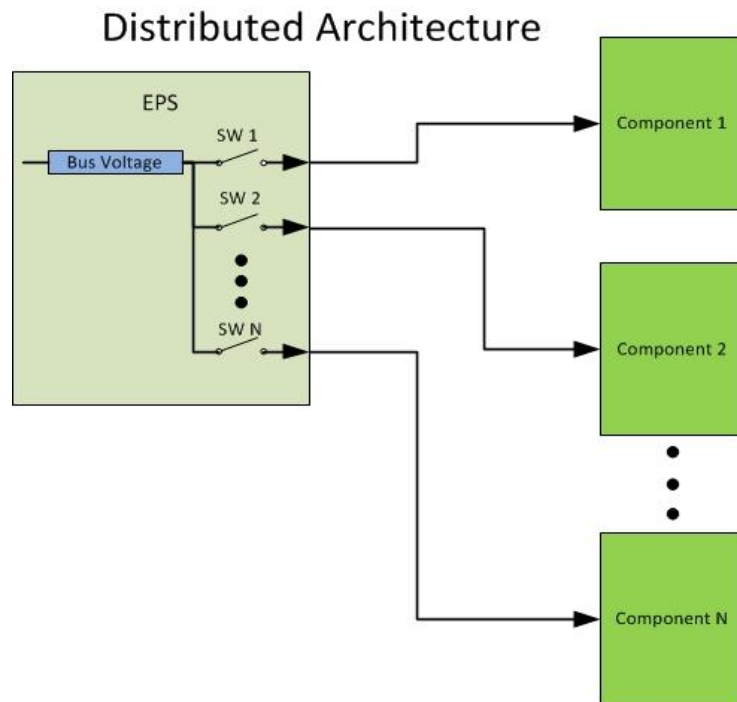 Distributed Architecture
EPS
Bus Voltage
SW 1
SW 2
SW N
Component 1
Component 2
Component N